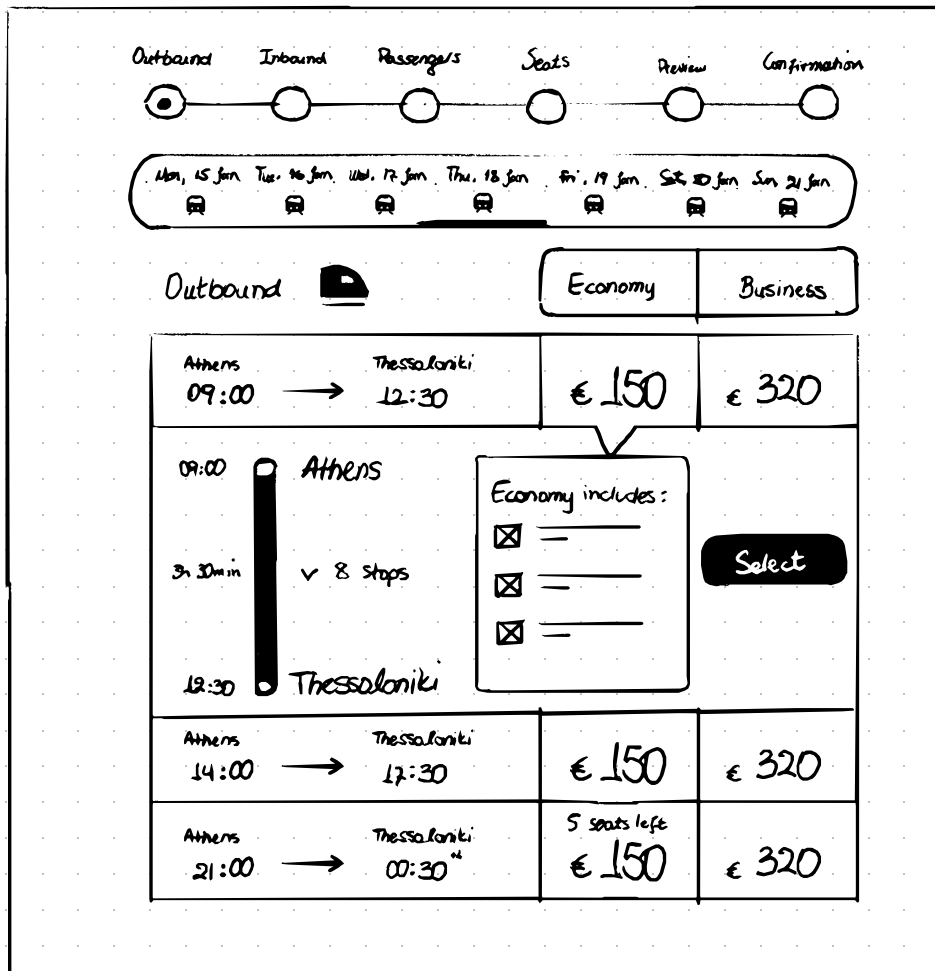 Outbound Inbound Passengers Seats Preview Confirmation
Mon, 15 Jan Tue. 16 Jan Wed. 17 Jan Thu. 18 Jan Fri. 19 Jan Sat, 20 Jan Sun, 21 Jan
Outbound Economy Business
Athens Thessaloniki
09:00 12:30 € 150 € 320
09:00 Athens
Economy includes:
3h 30min 8 stops
Select
12:30 Thessaloniki
Athens Thessaloniki
14:00 17:30 € 150 € 320
5 seats left
Athens Thessaloniki
21:00 00:30 € 150 € 320